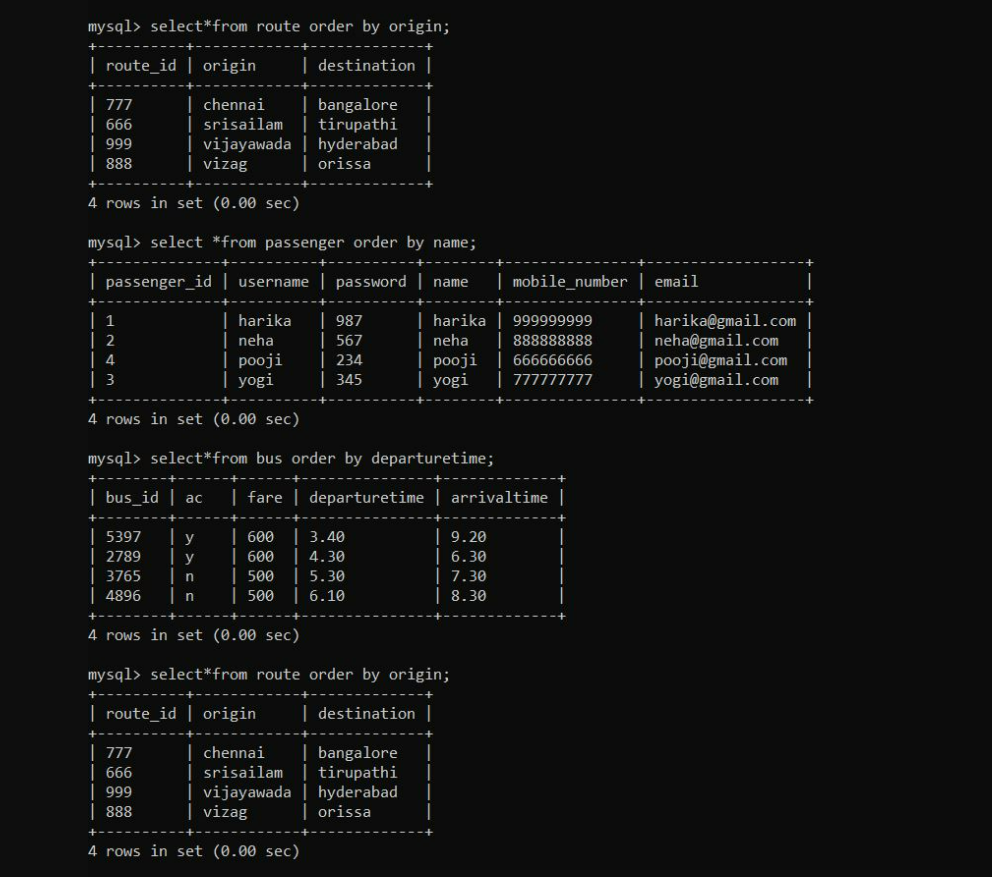 mysql> select*from route order by origin;
+----------+------------+-------------+
| route_id | origin     | destination |
+----------+------------+-------------+
| 777      | chennai    | bangalore   |
| 666      | srisailam  | tirupathi   |
| 999      | vijayawada | hyderabad   |
| 888      | vizag      | orissa      |
+----------+------------+-------------+
4 rows in set (0.00 sec)
mysql> select *from passenger order by name;
+--------------+----------+----------+--------+---------------+------------------+
| passenger_id | username | password | name   | mobile_number | email            |
+--------------+----------+----------+--------+---------------+------------------+
| 1            | harika   | 987      | harika | 999999999     | harika@gmail.com |
| 2            | neha     | 567      | neha   | 888888888     | neha@gmail.com   |
| 4            | pooji    | 234      | pooji  | 666666666     | pooji@gmail.com  |
| 3            | yogi     | 345      | yogi   | 777777777     | yogi@gmail.com   |
+--------------+----------+----------+--------+---------------+------------------+
4 rows in set (0.00 sec)
mysql> select*from bus order by departuretime;
+--------+------+------+---------------+-------------+
| bus_id | ac   | fare | departuretime | arrivaltime |
+--------+------+------+---------------+-------------+
| 5397   | y    | 600  | 3.40          | 9.20        |
| 2789   | y    | 600  | 4.30          | 6.30        |
| 3765   | n    | 500  | 5.30          | 7.30        |
| 4896   | n    | 500  | 6.10          | 8.30        |
+--------+------+------+---------------+-------------+
4 rows in set (0.00 sec)
mysql> select*from route order by origin;
+----------+------------+-------------+
| route_id | origin     | destination |
+----------+------------+-------------+
| 777      | chennai    | bangalore   |
| 666      | srisailam  | tirupathi   |
| 999      | vijayawada | hyderabad   |
| 888      | vizag      | orissa      |
+----------+------------+-------------+
4 rows in set (0.00 sec)